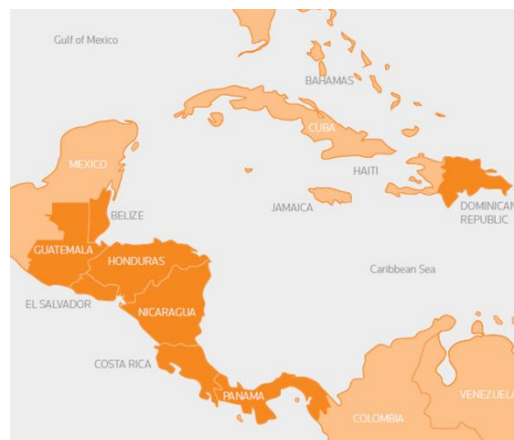 Gulf of Mexico
BAHAMAS
CUBA
MEXICO
HAITI
JAMAICA
DOMINICAN
REPUBLIC
BELIZE
GUATEMALA
HONDURAS
Caribbean Sea
EL SALVADOR
NICARAGUA
COSTA RICA
PANAMA
VENEZUELA
COLOMBIA